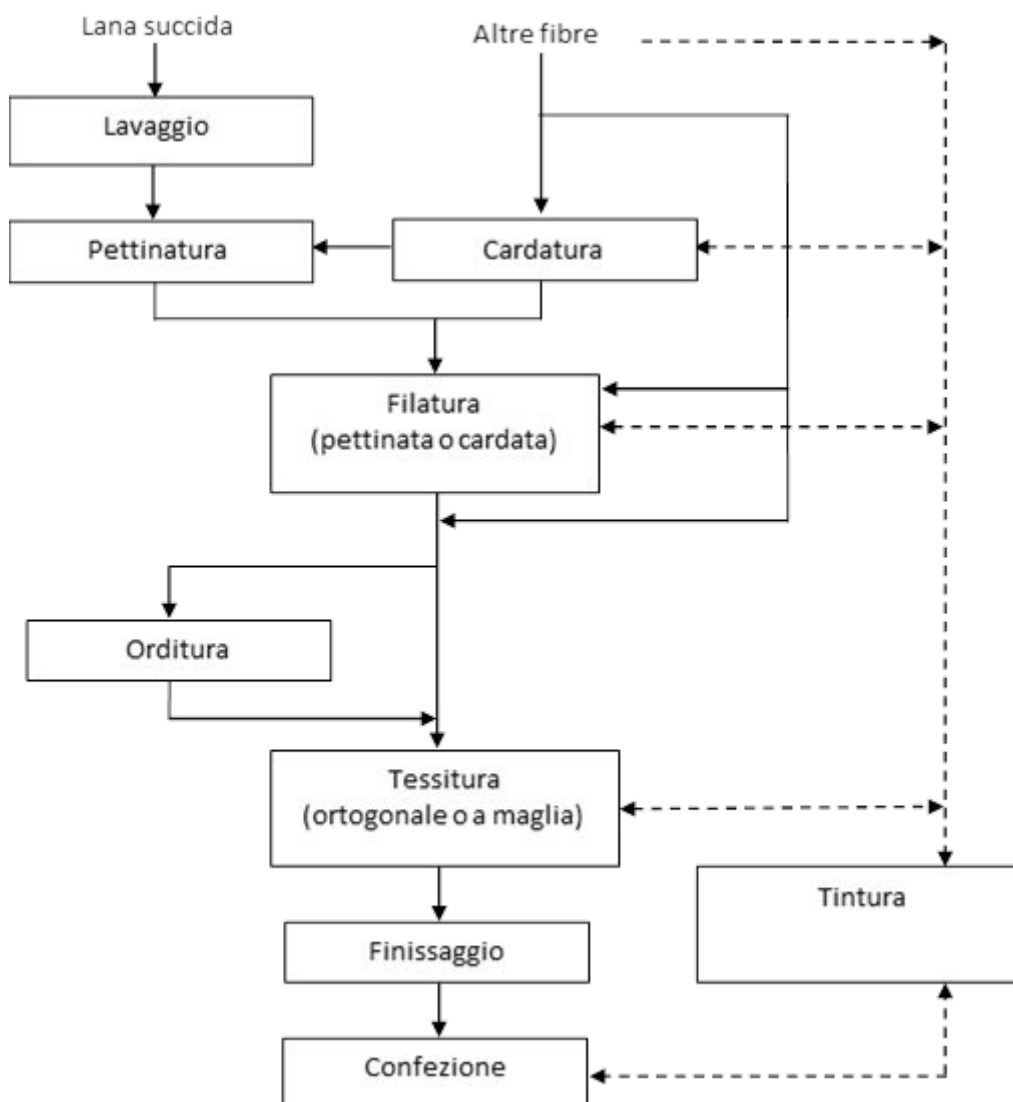 Lana succida
Altre fibre
Lavaggio
Pettinatura
Cardatura
Filatura
(pettinata o cardata)
Orditura
Tessitura
(ortogonale o a maglia)
Tintura
Finissaggio
Confezione